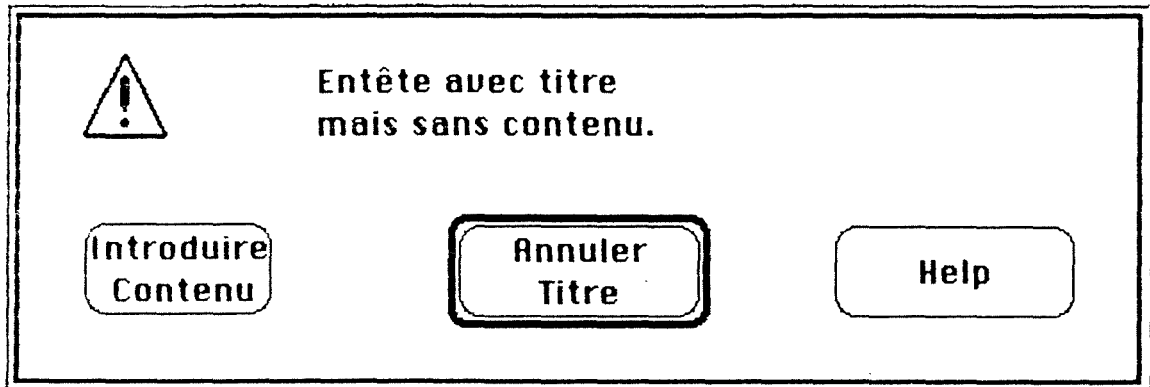 Entête avec titre
mais sans contenu.
Introduire
Contenu
Annuler
Titre
Help